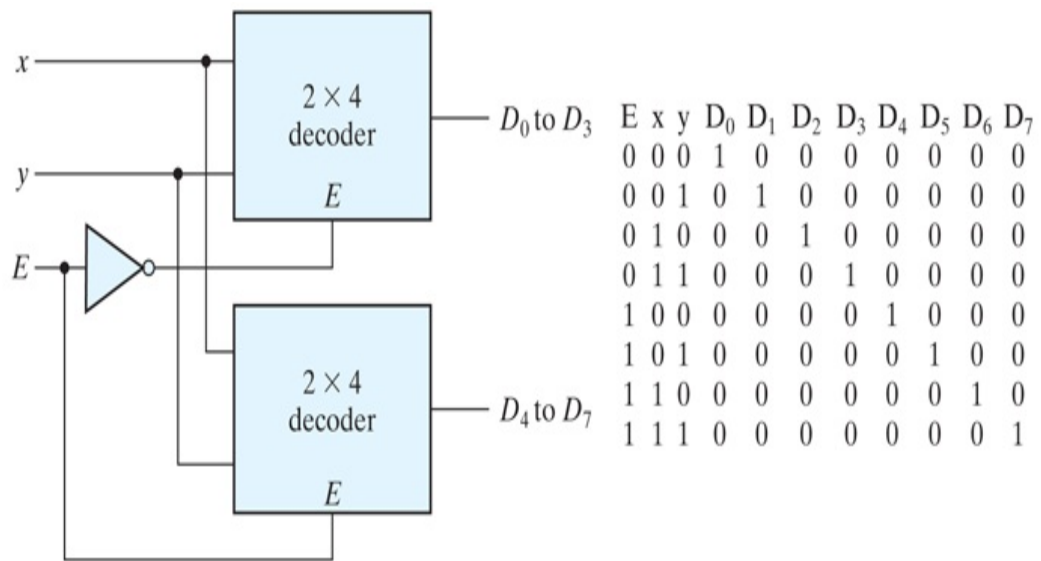 x
y
E
2 × 4
decoder
E
D₀ to D₃
2 × 4
decoder
E
D₄ to D₇
E x y D₀ D₁ D₂ D₃ D₄ D₅ D₆ D₇
0 0 0 1 0 0 0 0 0 0 0
0 0 1 0 1 0 0 0 0 0 0
0 1 0 0 0 1 0 0 0 0 0
0 1 1 0 0 0 1 0 0 0 0
1 0 0 0 0 0 0 1 0 0 0
1 0 1 0 0 0 0 0 1 0 0
1 1 0 0 0 0 0 0 0 1 0
1 1 1 0 0 0 0 0 0 0 1